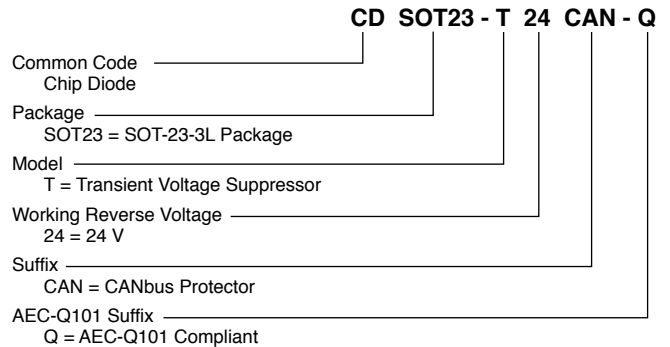 CD SOT23 - T 24 CAN - Q
Common Code
Chip Diode
Package
SOT23 = SOT-23-3L Package
Model
T = Transient Voltage Suppressor
Working Reverse Voltage
24 = 24 V
Suffix
CAN = CANbus Protector
AEC-Q101 Suffix
Q = AEC-Q101 Compliant